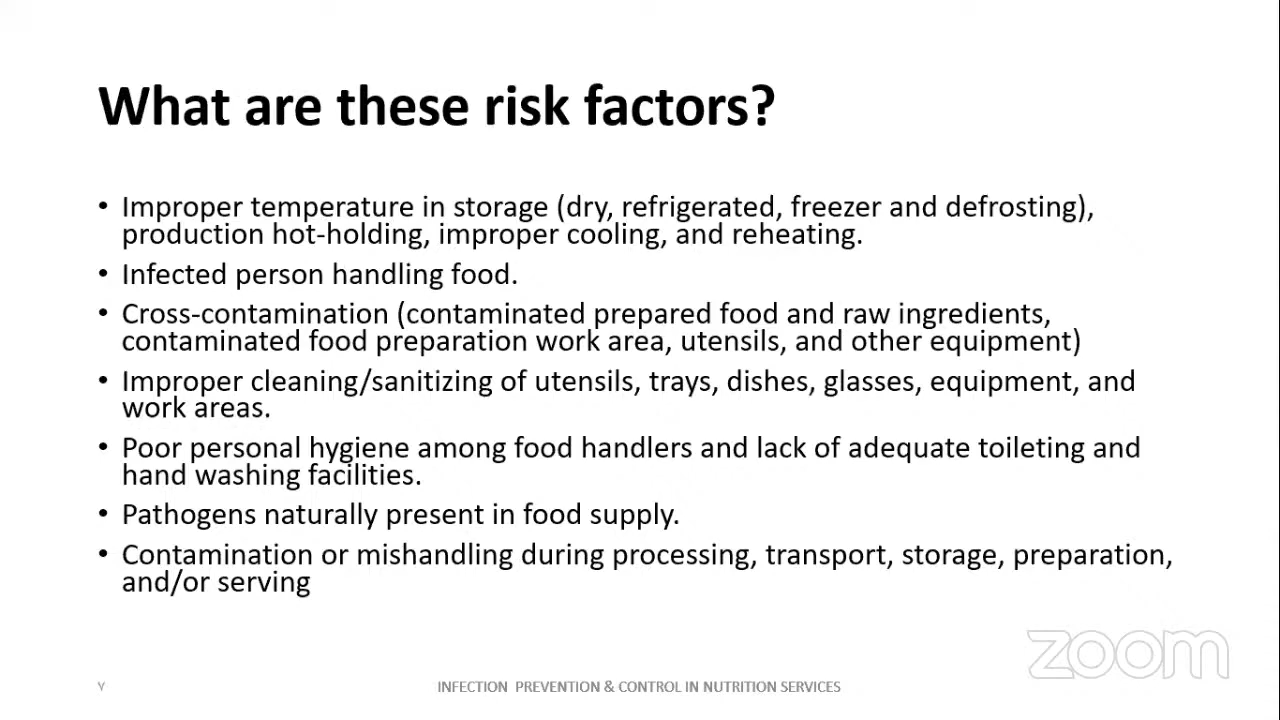 What are these risk factors?
• Improper temperature in storage (dry, refrigerated, freezer and defrosting),
production hot-holding, improper cooling, and reheating.
• Infected person handling food.
• Cross-contamination (contaminated prepared food and raw ingredients,
contaminated food preparation work area, utensils, and other equipment)
• Improper cleaning/sanitizing of utensils, trays, dishes, glasses, equipment, and
work areas.
• Poor personal hygiene among food handlers and lack of adequate toileting and
hand washing facilities.
• Pathogens naturally present in food supply.
• Contamination or mishandling during processing, transport, storage, preparation,
and/or serving
zoom
٧
INFECTION  PREVENTION & CONTROL IN NUTRITION SERVICES